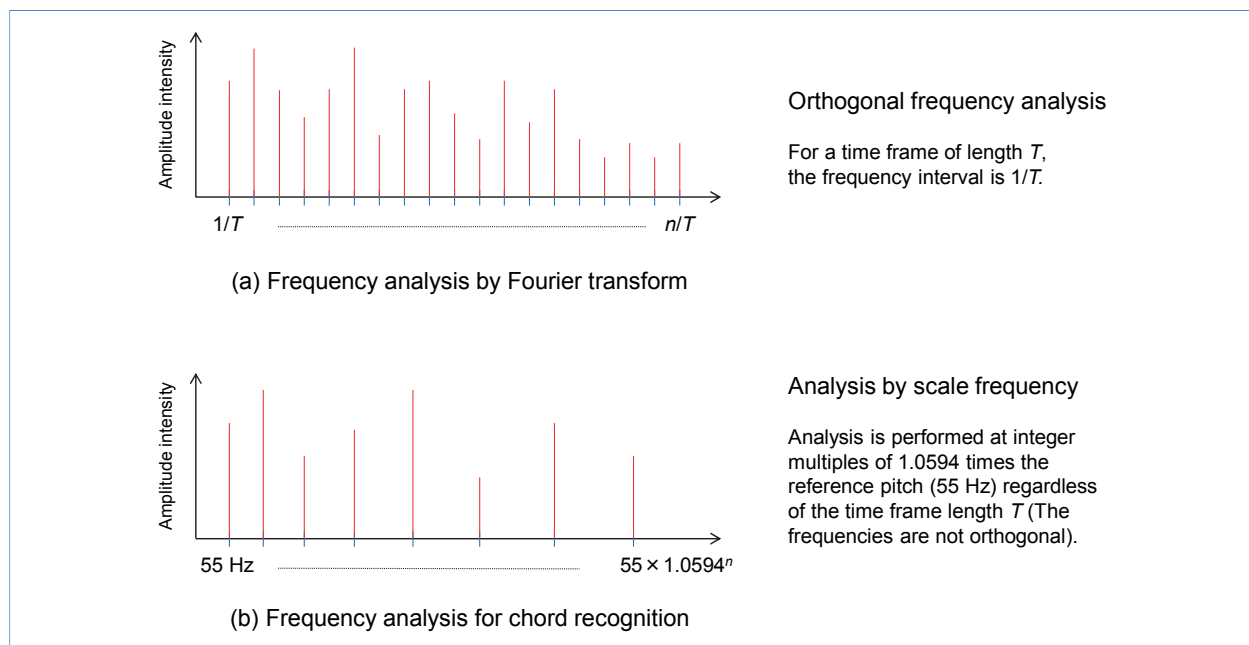 Amplitude intensity
1/T
n/T
(a) Frequency analysis by Fourier transform
Orthogonal frequency analysis
For a time frame of length T,
the frequency interval is 1/T.
Amplitude intensity
55 Hz
55 × 1.0594ⁿ
(b) Frequency analysis for chord recognition
Analysis by scale frequency
Analysis is performed at integer
multiples of 1.0594 times the
reference pitch (55 Hz) regardless
of the time frame length T (The
frequencies are not orthogonal).